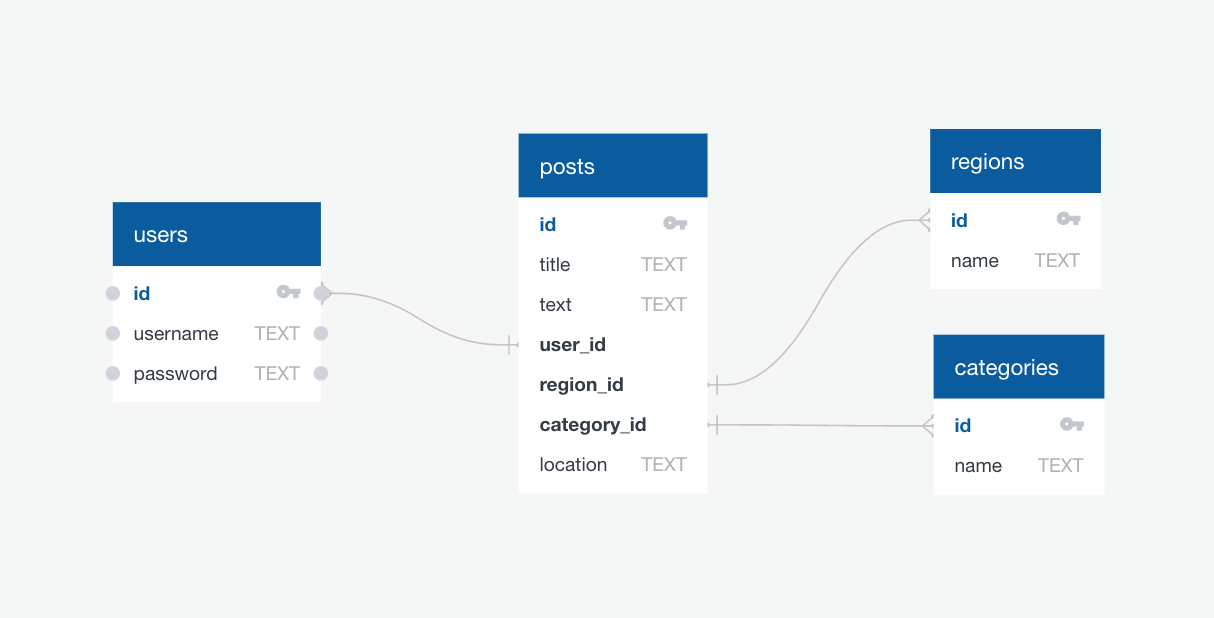 users
id
username TEXT
password TEXT
posts
id
title TEXT
text TEXT
user_id
region_id
category_id
location TEXT
regions
id
name TEXT
categories
id
name TEXT